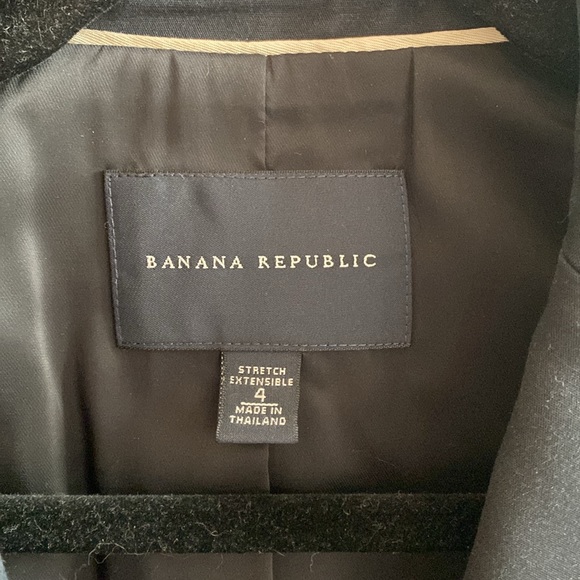 BANANA REPUBLIC
STRETCH
EXTENSIBLE
4
MADE IN
THAILAND